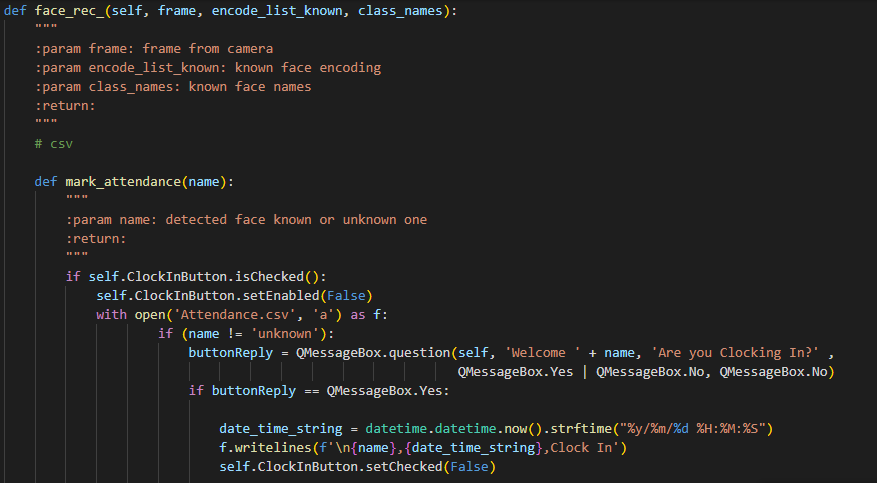 def face_rec_(self, frame, encode_list_known, class_names):
"""
:param frame: frame from camera
:param encode_list_known: known face encoding
:param class_names: known face names
:return:
"""
# csv
def mark_attendance(name):
"""
:param name: detected face known or unknown one
:return:
"""
if self.ClockInButton.isChecked():
self.ClockInButton.setEnabled(False)
with open('Attendance.csv', 'a') as f:
if (name != 'unknown'):
buttonReply = QMessageBox.question(self, 'Welcome ' + name, 'Are you Clocking In?' ,
QMessageBox.Yes | QMessageBox.No, QMessageBox.No)
if buttonReply == QMessageBox.Yes:
date_time_string = datetime.datetime.now().strftime("%y/%m/%d %H:%M:%S")
f.writelines(f'\n{name},{date_time_string},Clock In')
self.ClockInButton.setChecked(False)